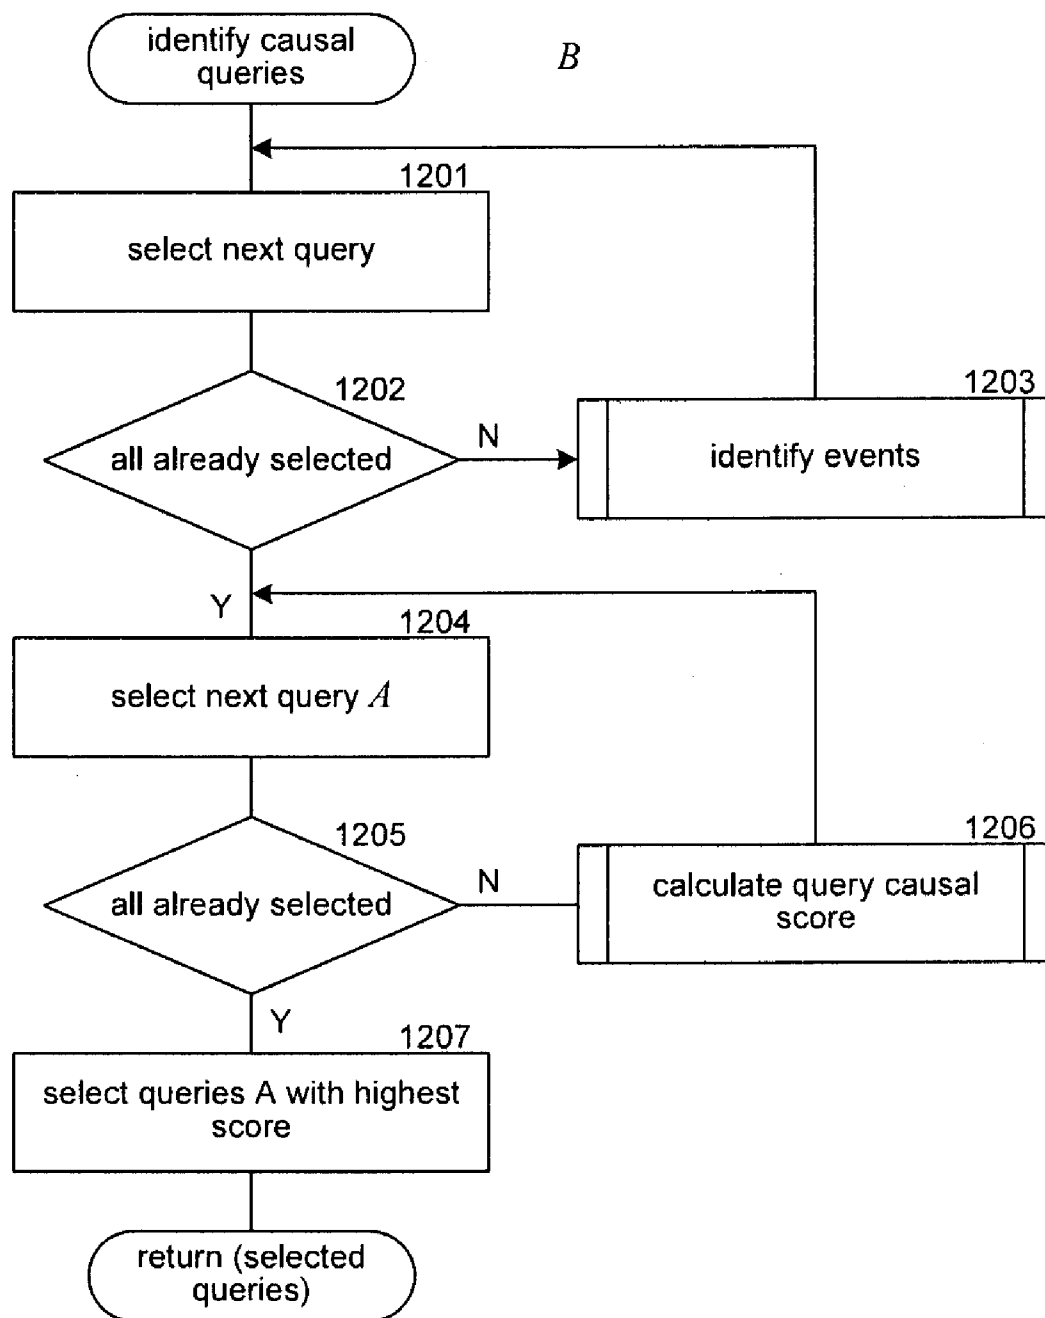 identify causal
queries
B
1201
select next query
1202
all already selected
N
1203
identify events
Y
1204
select next query A
1205
all already selected
N
1206
calculate query causal
score
Y
1207
select queries A with highest
score
return (selected
queries)